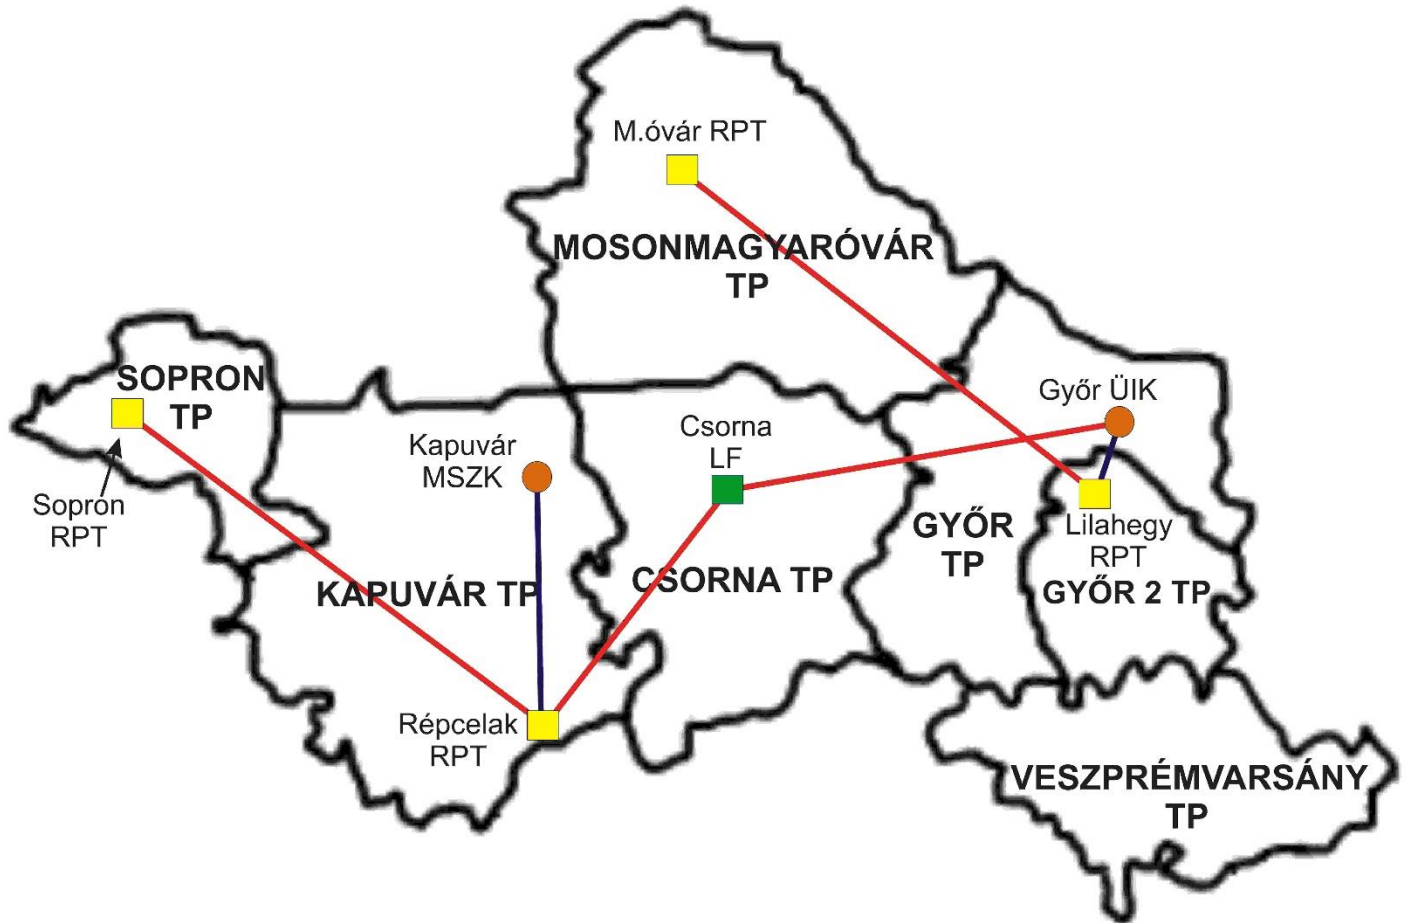 M.óvár RPT
MOSONMAGYARÓVÁR
TP
SOPRON
TP
Győr ÜIK
Kapuvár
MSZK
Csorna
LF
Soprón
RPT
GYŐR
TP
Lilahegy
RPT
KAPUVÁR TP
CSORNA TP
GYŐR 2 TP
Répcelak
RPT
VESZPRÉMVARSÁNY
TP